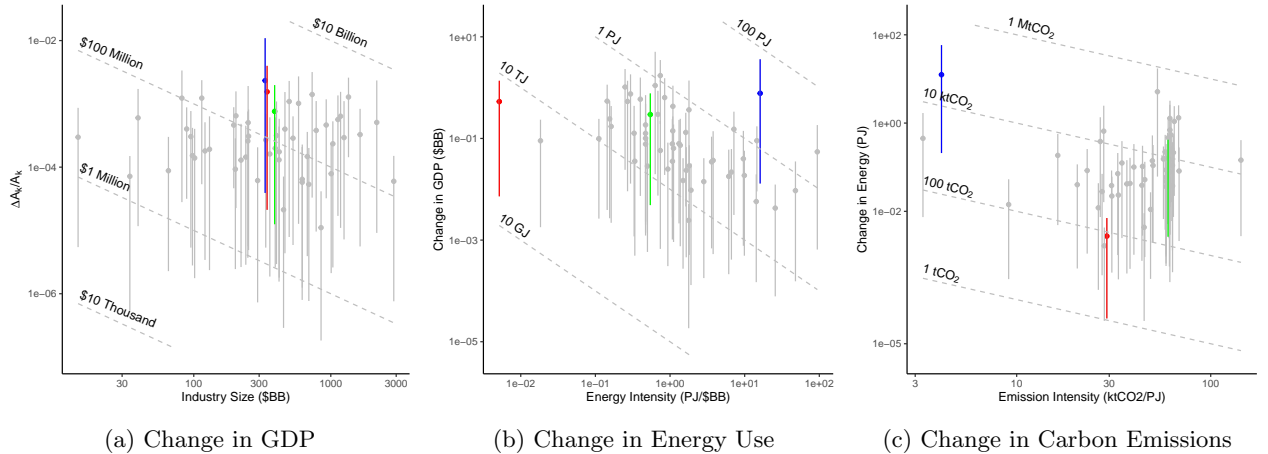 $10 Billion
$100 Million
$1 Million
$10 Thousand
1e−02
1e−04
1e−06
ΔAₖ/Aₖ
30
100
300
1000
3000
Industry Size ($BB)
(a) Change in GDP
100 PJ
1 PJ
10 TJ
10 GJ
1e+01
1e−01
1e−03
1e−05
Change in GDP ($BB)
1e−02
1e−01
1e+00
1e+01
1e+02
Energy Intensity (PJ/$BB)
(b) Change in Energy Use
1 MtCO₂
10 ktCO₂
100 tCO₂
1 tCO₂
1e+02
1e+00
1e−02
1e−05
Change in Energy (PJ)
3
10
30
100
Emission Intensity (ktCO2/PJ)
(c) Change in Carbon Emissions